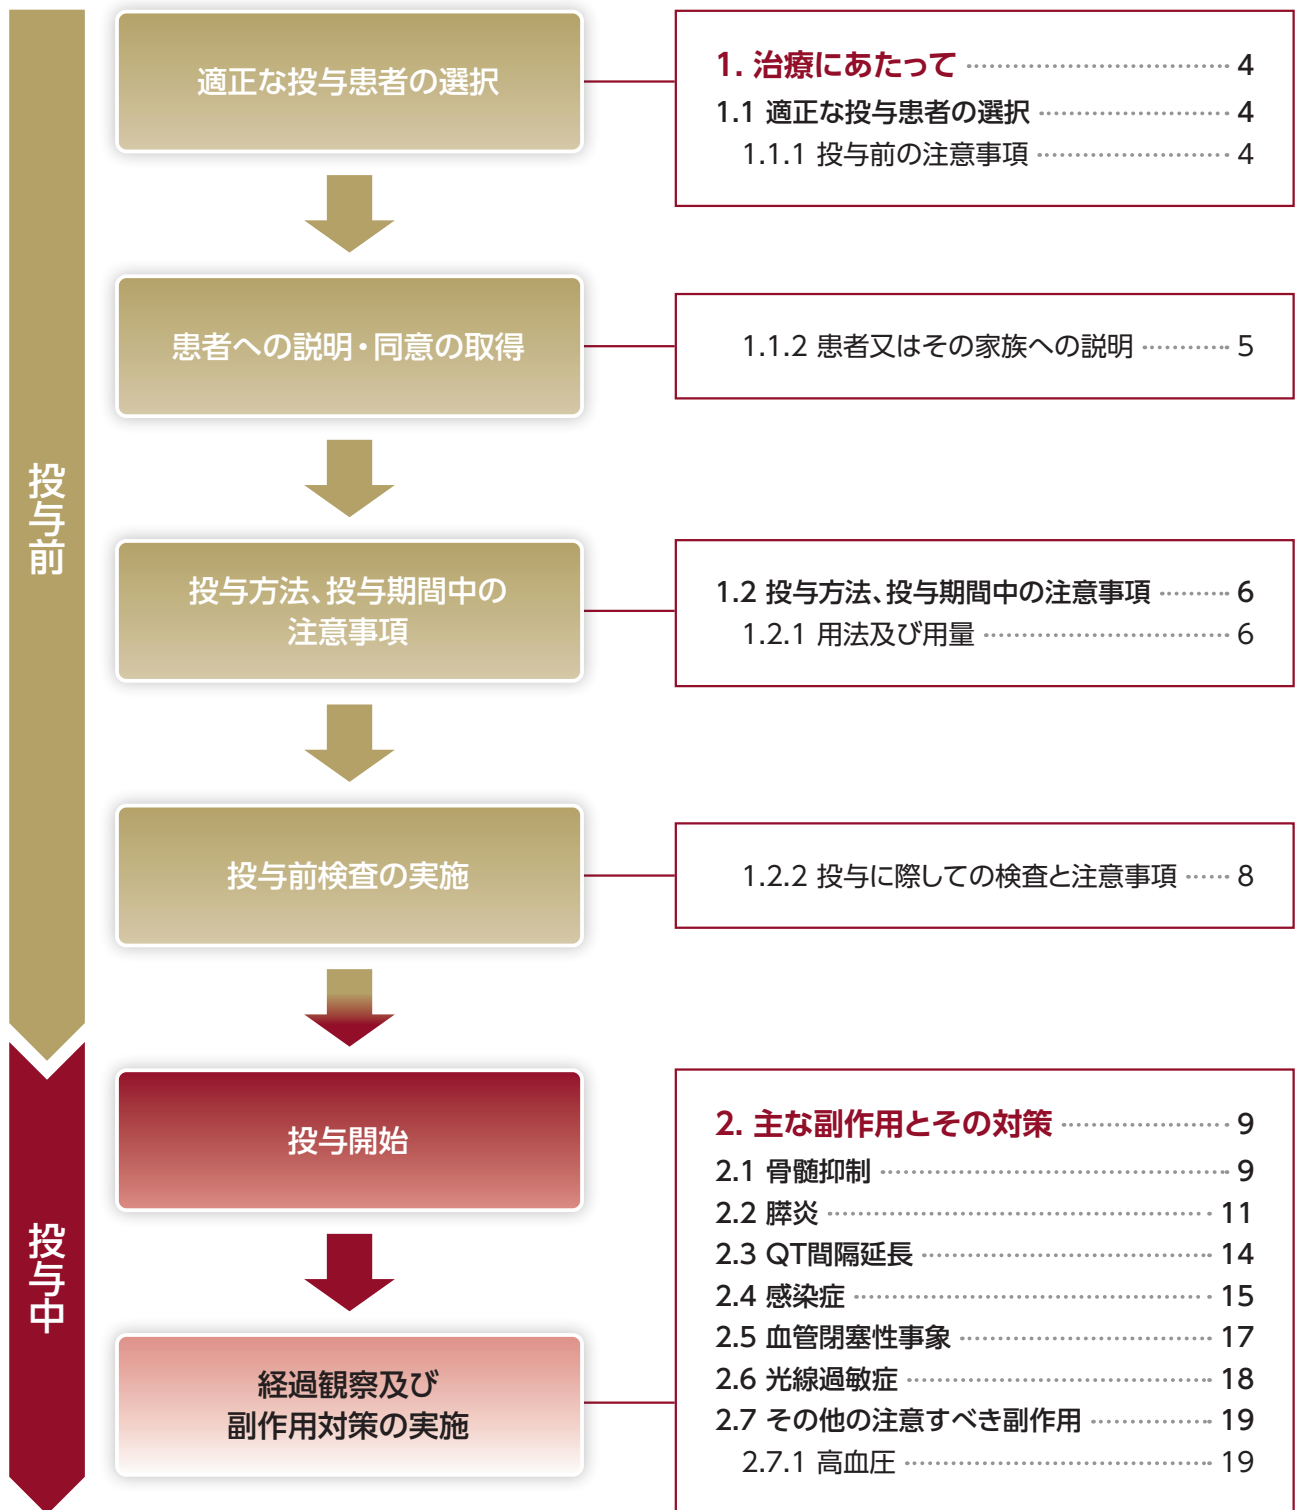 投与前
適正な投与患者の選択
1. 治療にあたって 4
1.1 適正な投与患者の選択 4
1.1.1 投与前の注意事項 4
患者への説明・同意の取得
1.1.2 患者又はその家族への説明 5
投与方法、投与期間中の
注意事項
1.2 投与方法、投与期間中の注意事項 6
1.2.1 用法及び用量 6
投与前検査の実施
1.2.2 投与に際しての検査と注意事項 8
投与中
投与開始
経過観察及び
副作用対策の実施
2. 主な副作用とその対策 9
2.1 骨髄抑制 9
2.2 膵炎 11
2.3 QT間隔延長 14
2.4 感染症 15
2.5 血管閉塞性事象 17
2.6 光線過敏症 18
2.7 その他の注意すべき副作用 19
2.7.1 高血圧 19